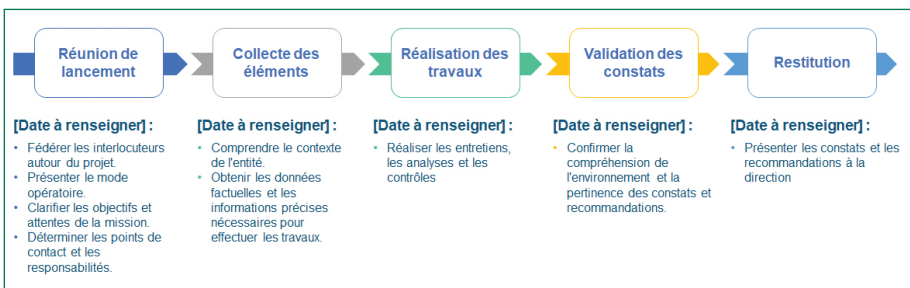 Réunion de
lancement
Collecte des
éléments
Réalisation des
travaux
Validation des
constats
Restitution
[Date à renseigner] :
• Fédérer les interlocuteurs
autour du projet.
• Présenter le mode
opératoire.
• Clarifier les objectifs et
attentes de la mission.
• Déterminer les points de
contact et les
responsabilités.
[Date à renseigner] :
• Comprendre le contexte
de l'entité.
• Obtenir les données
factuelles et les
informations précises
nécessaires pour
effectuer les travaux.
[Date à renseigner] :
• Réaliser les entretiens,
les analyses et les
contrôles
[Date à renseigner] :
• Confirmer la
compréhension de
l'environnement et la
pertinence des constats et
recommandations.
[Date à renseigner] :
• Présenter les constats et les
recommandations à la
direction